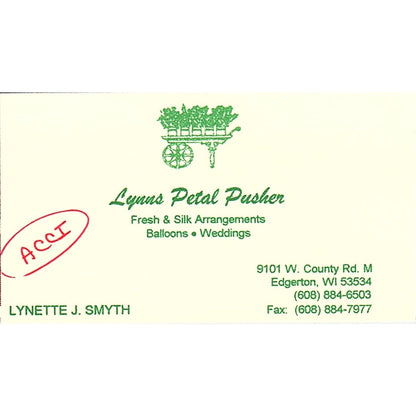 Lynns Petal Pusher
Fresh & Silk Arrangements
Balloons • Weddings
ACCI
9101 W. County Rd. M
Edgerton, WI 53534
(608) 884-6503
Fax: (608) 884-7977
LYNETTE J. SMYTH